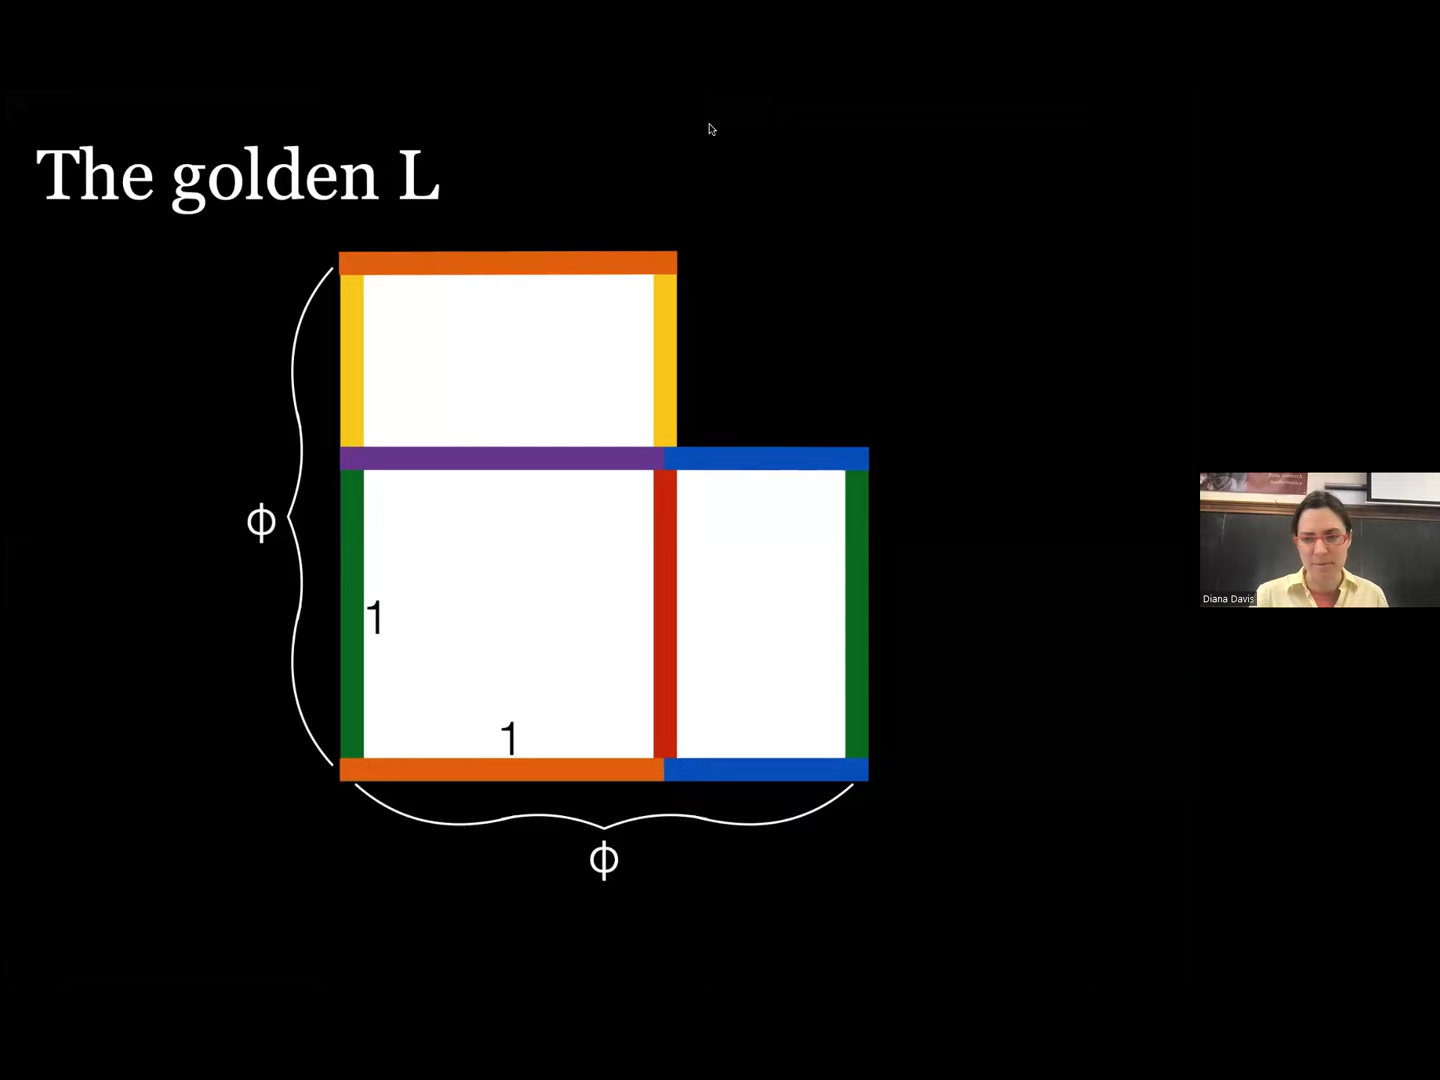 The golden L
ϕ
1
1
ϕ
Diana Davis